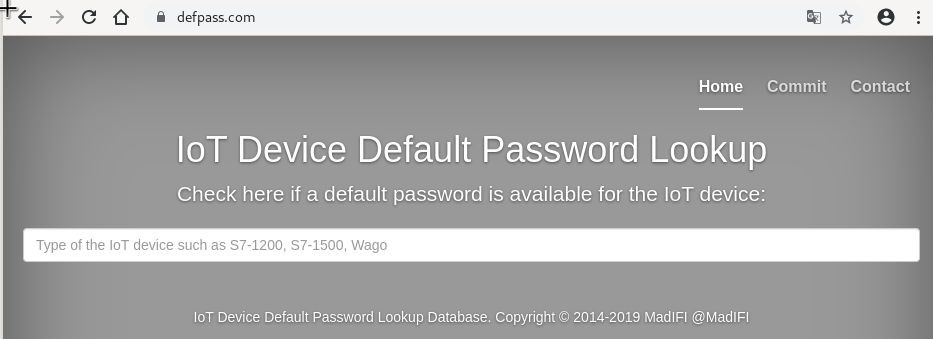 defpass.com
Home Commit Contact
IoT Device Default Password Lookup
Check here if a default password is available for the IoT device:
Type of the IoT device such as S7-1200, S7-1500, Wago
IoT Device Default Password Lookup Database. Copyright © 2014-2019 MadIFI @MadIFI